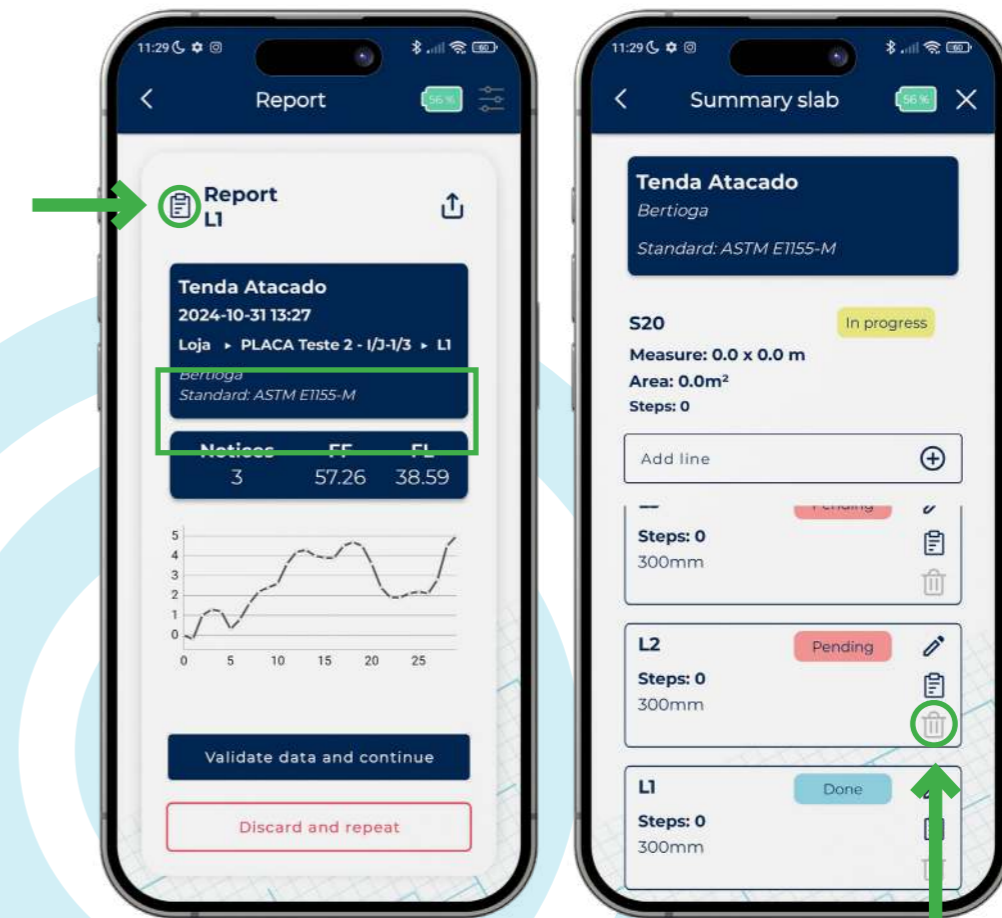 11:29
60
Report
56 %
Report
L1
Tenda Atacado
2024-10-31 13:27
Loja ▸ PLACA Teste 2 - I/J-1/3 ▸ L1
Bertioga
Standard: ASTM E1155-M
Notices FF FL
3 57.26 38.59
5
4
3
2
1
0
0 5 10 15 20 25
Validate data and continue
Discard and repeat
11:29
60
Summary slab
56 %
Tenda Atacado
Bertioga
Standard: ASTM E1155-M
S20
In progress
Measure: 0.0 x 0.0 m
Area: 0.0m²
Steps: 0
Add line
Pending
Steps: 0
300mm
L2
Pending
Steps: 0
300mm
L1
Done
Steps: 0
300mm